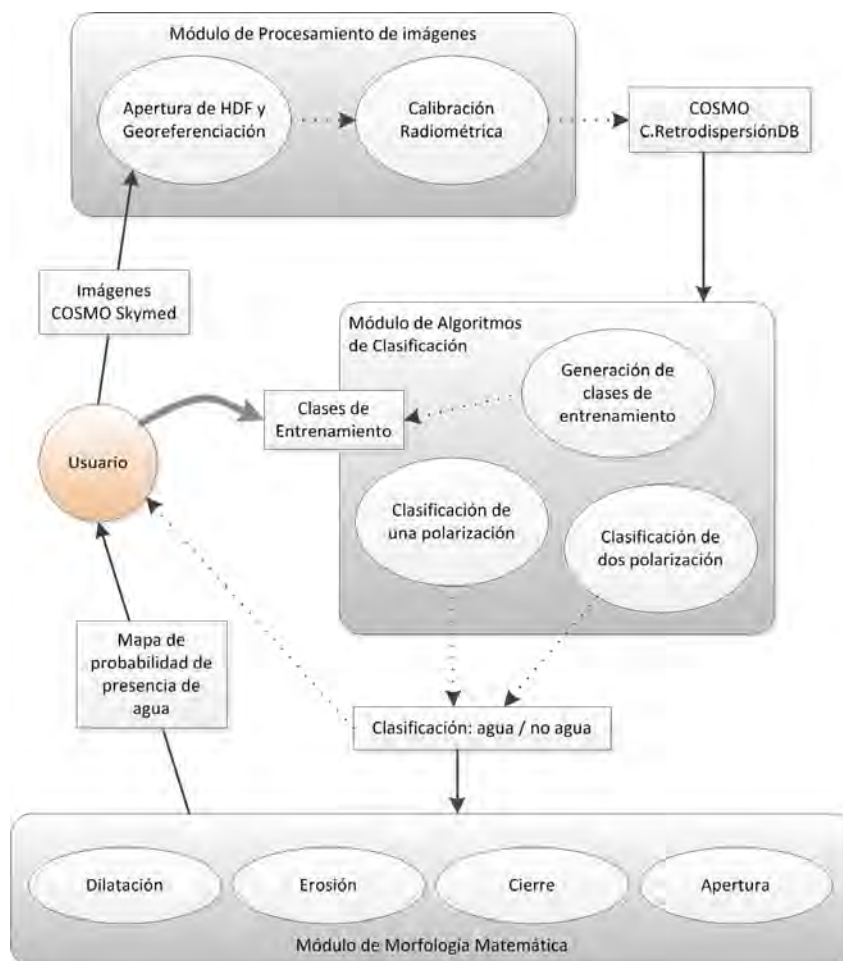 Módulo de Procesamiento de imágenes
Apertura de HDF y
Georeferenciación
Calibración
Radiométrica
COSMO
C.RetrodispersiónDB
Imágenes
COSMO Skymed
Módulo de Algoritmos
de Clasificación
Generación de
clases de
entrenamiento
Clases de
Entrenamiento
Usuario
Clasificación de
una polarización
Clasificación de
dos polarización
Mapa de
probabilidad de
presencia de
agua
Clasificación: agua / no agua
Dilatación
Erosión
Cierre
Apertura
Módulo de Morfología Matemática